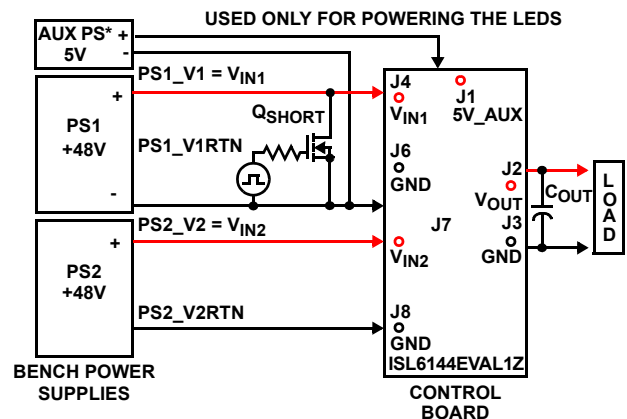 USED ONLY FOR POWERING THE LEDS
AUX PS* +
5V -
+
PS1_V1 = VIN1
PS1
+48V
QSHORT
PS1_V1RTN
-
+
PS2_V2 = VIN2
PS2
+48V
PS2_V2RTN
-
BENCH POWER
SUPPLIES
J4
VIN1
J1
5V_AUX
J6
GND
J2
VOUT
COUT
LOAD
J7
J3
GND
VIN2
J8
GND
ISL6144EVAL1Z
CONTROL
BOARD